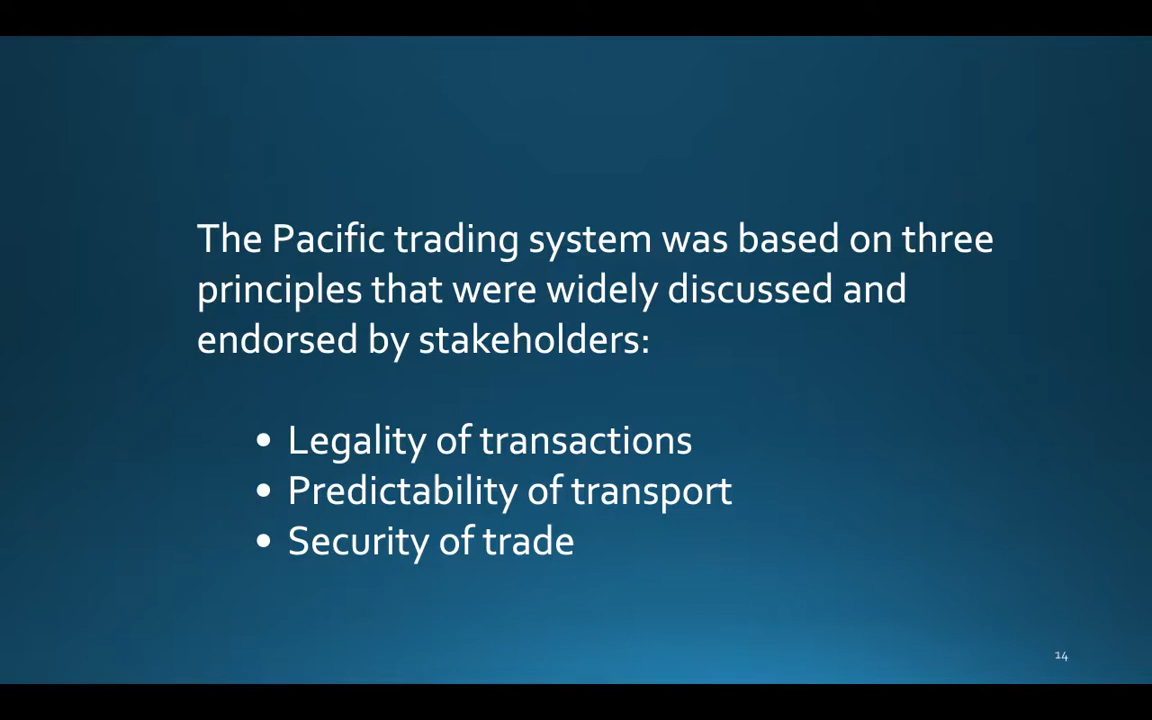 The Pacific trading system was based on three
principles that were widely discussed and
endorsed by stakeholders:
• Legality of transactions
• Predictability of transport
• Security of trade
14